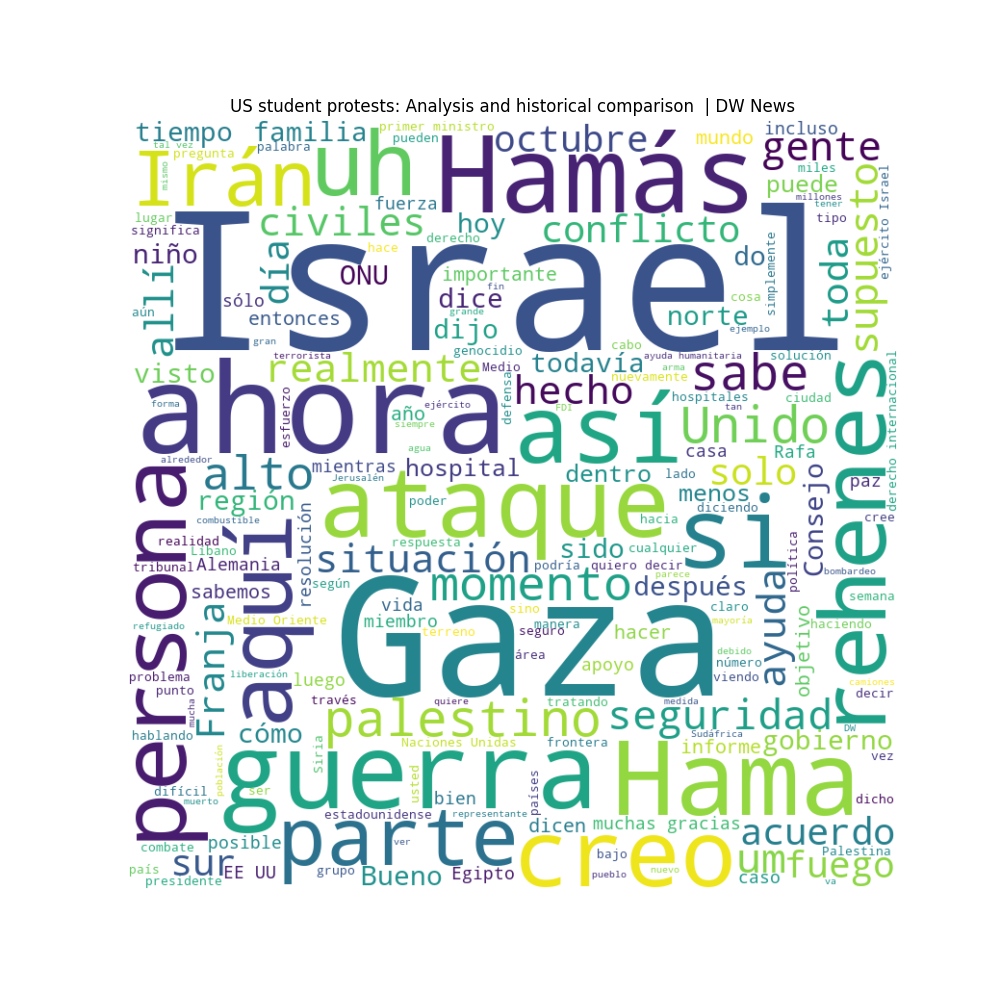 US student protests: Analysis and historical comparison | DW News
tiempo
familia
primer ministro
pueden
octubre
mundo
incluso
gente
tal vez
palabra
pregunta
Irán
uh
Hamás
mismo
miles
puede
millones
tener
fuerza
lugar
significa
civiles
hoy
derecho
conflicto
tipo
supuesto
ejército Israel
Israel
niño
día
hace
ONU
importante
do
simplemente
toda
allí
sólo
dice
fin
cosa
aún
entonces
grande
dijo
norte
ejemplo
gran
genocidio
cabo
terrorista
Medio
todavía
ayuda humanitaria
solución
visto
realmente
arma
nuevamente
sabe
ahora
hecho
defensa
hospitales
ciudad
forma
esfuerzo
ejército
año
siempre
FDI
tan
así
Unido
rehenes
derecho internacional
agua
casa
Rafa
alrededor
alto
mientras
hospital
dentro
lado
solo
paz
Jerusalén
persona
región
ataque
poder
menos
Consejo
diciendo
hacia
si
cree
combustible
aquí
resolución
realidad
Líbano
respuesta
sido
cualquier
tribunal
Alemania
situación
podría
quiero decir
política
bombardeo
parece
según
momento
después
ayuda
sabemos
vida
semana
Franja
Gaza
sino
claro
objetivo
Medio Oriente
miembro
manera
mayoría
haciendo
refugiado
terreno
seguro
hacer
debido
área
apoyo
número
problema
liberación
luego
viendo
camiones
decir
punto
mucha
través
quiere
tratando
medida
palestino
seguridad
hablando
cómo
Sudáfrica
DW
Naciones Unidas
frontera
informe
gobierno
Siria
vez
población
guerra
Hama
usted
países
difícil
ser
muerto
bien
dicho
estadounidense
representante
parte
dicen
muchas gracias
acuerdo
posible
combate
ver
creo
bajo
Palestina
sur
um
fuego
país
EE UU
grupo
Bueno
Egipto
pueblo
nuevo
caso
presidente
va